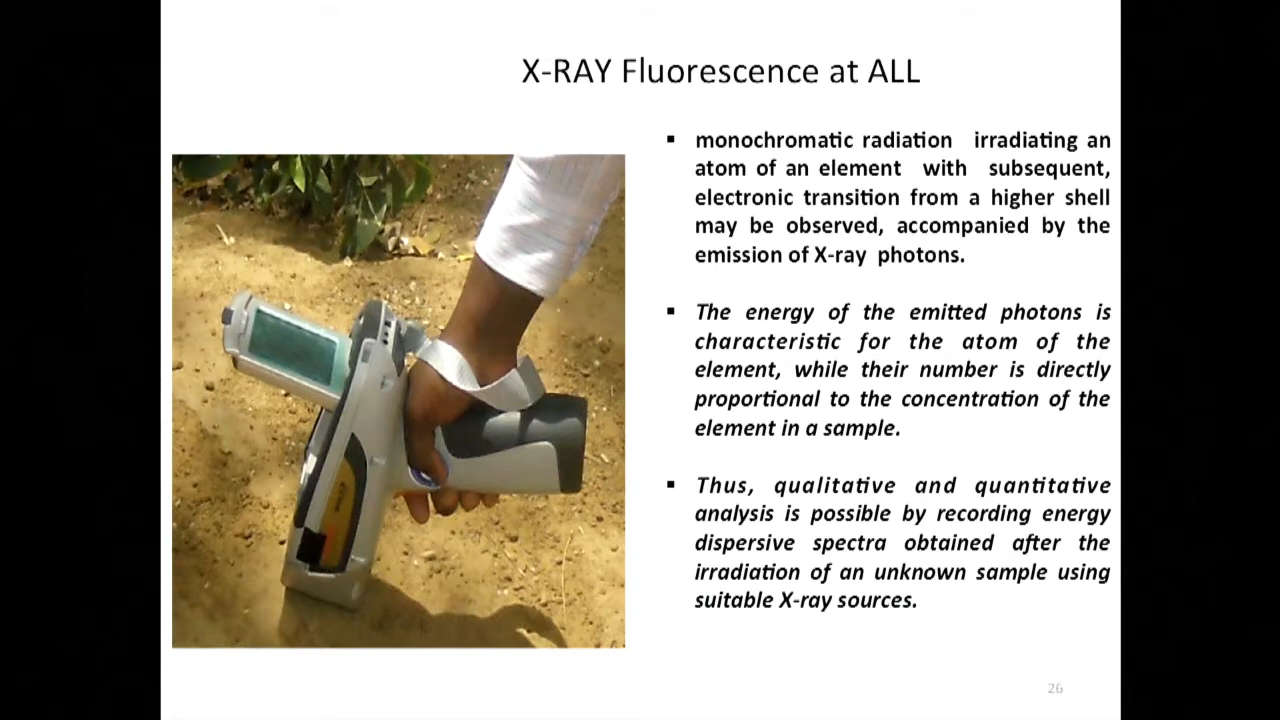 X-RAY Fluorescence at ALL
▪ monochromatic radiation irradiating an
atom of an element with subsequent,
electronic transition from a higher shell
may be observed, accompanied by the
emission of X-ray photons.
▪ The energy of the emitted photons is
characteristic for the atom of the
element, while their number is directly
proportional to the concentration of the
element in a sample.
▪ Thus, qualitative and quantitative
analysis is possible by recording energy
dispersive spectra obtained after the
irradiation of an unknown sample using
suitable X-ray sources.
26